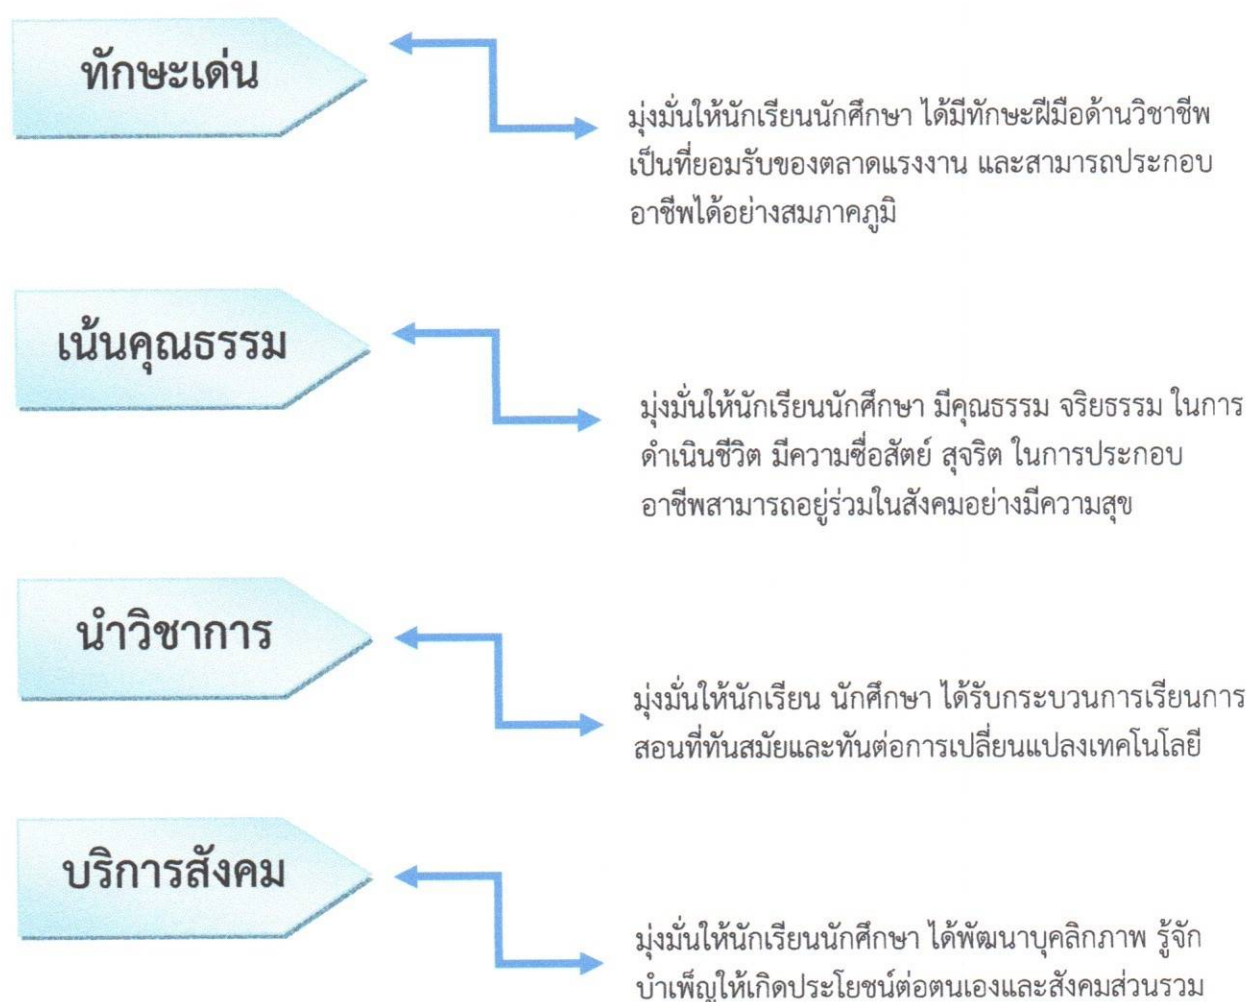 ทักษะเด่น
มุ่งมั่นให้นักเรียนนักศึกษา ได้มีทักษะฝีมือด้านวิชาชีพ
เป็นที่ยอมรับของตลาดแรงงาน และสามารถประกอบ
อาชีพได้อย่างสมภาคภูมิ
เน้นคุณธรรม
มุ่งมั่นให้นักเรียนนักศึกษา มีคุณธรรม จริยธรรม ในการ
ดำเนินชีวิต มีความซื่อสัตย์ สุจริต ในการประกอบ
อาชีพสามารถอยู่ร่วมในสังคมอย่างมีความสุข
นำวิชาการ
มุ่งมั่นให้นักเรียน นักศึกษา ได้รับกระบวนการเรียนการ
สอนที่ทันสมัยและทันต่อการเปลี่ยนแปลงเทคโนโลยี
บริการสังคม
มุ่งมั่นให้นักเรียนนักศึกษา ได้พัฒนาบุคลิกภาพ รู้จัก
บำเพ็ญให้เกิดประโยชน์ต่อตนเองและสังคมส่วนรวม